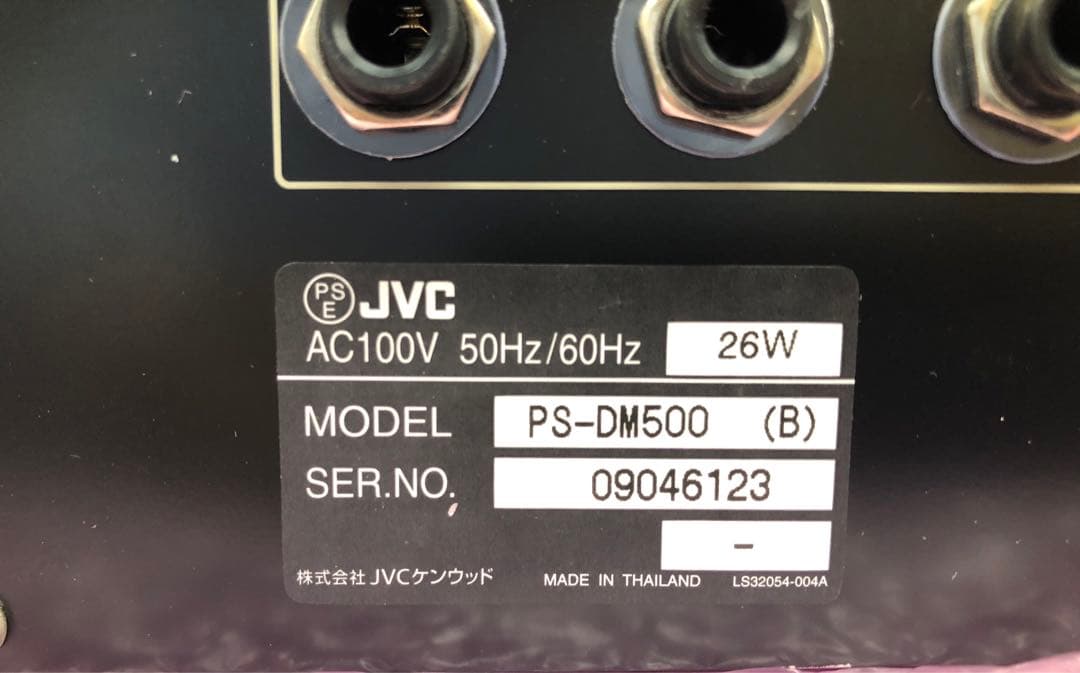 PS E JVC
AC100V 50Hz/60Hz 26W
MODEL PS-DM500 (B)
SER.NO. 09046123
-
株式会社 JVCケンウッド MADE IN THAILAND LS32054-004A